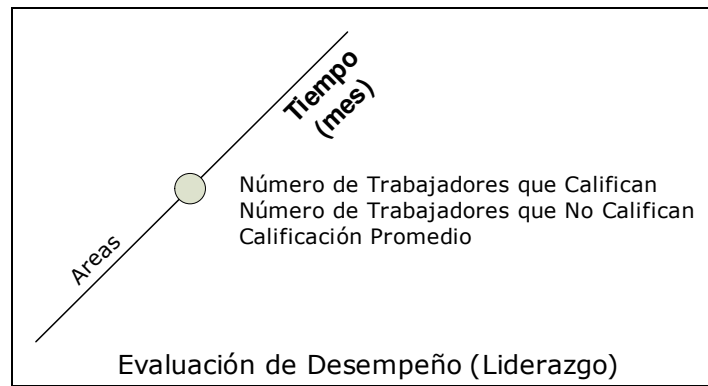 Tiempo
(mes)
Número de Trabajadores que Califican
Número de Trabajadores que No Califican
Calificación Promedio
Areas
Evaluación de Desempeño (Liderazgo)